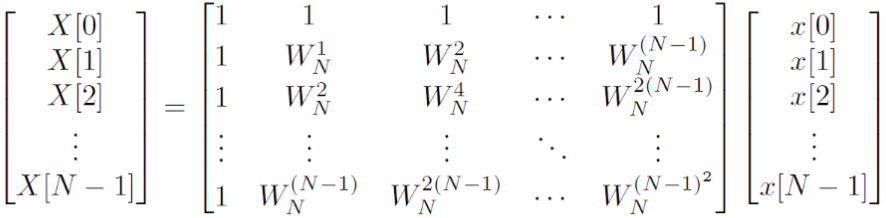 X[0] 1 1 1 ⋯ 1 x[0]
X[1] 1 W_N^1 W_N^2 ⋯ W_N^{(N−1)} x[1]
X[2] = 1 W_N^2 W_N^4 ⋯ W_N^{2(N−1)} x[2]
⋮ ⋮ ⋮ ⋮ ⋱ ⋮ ⋮
X[N − 1] 1 W_N^{(N−1)} W_N^{2(N−1)} ⋯ W_N^{(N−1)^2} x[N − 1]